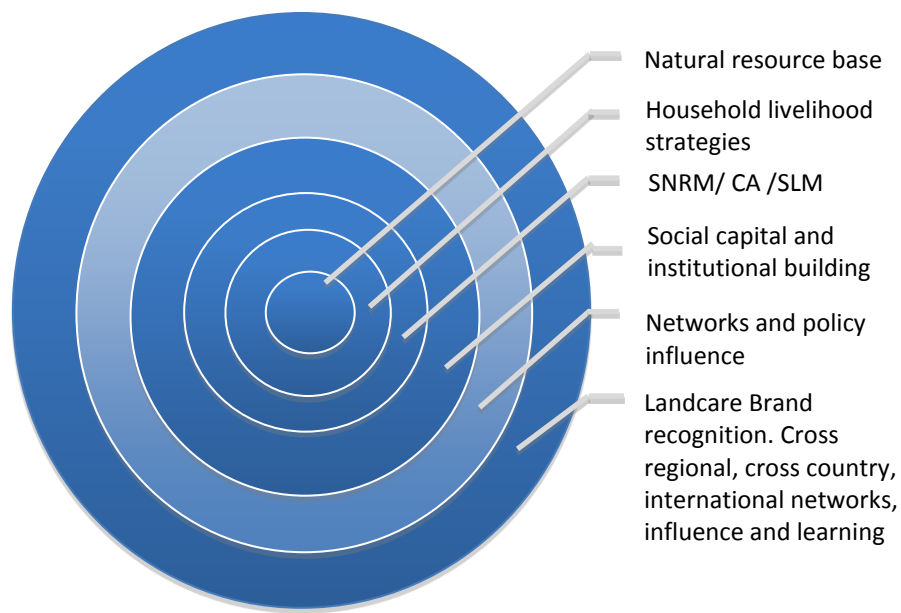 Natural resource base
Household livelihood
strategies
SNRM/ CA /SLM
Social capital and
institutional building
Networks and policy
influence
Landcare Brand
recognition. Cross
regional, cross country,
international networks,
influence and learning